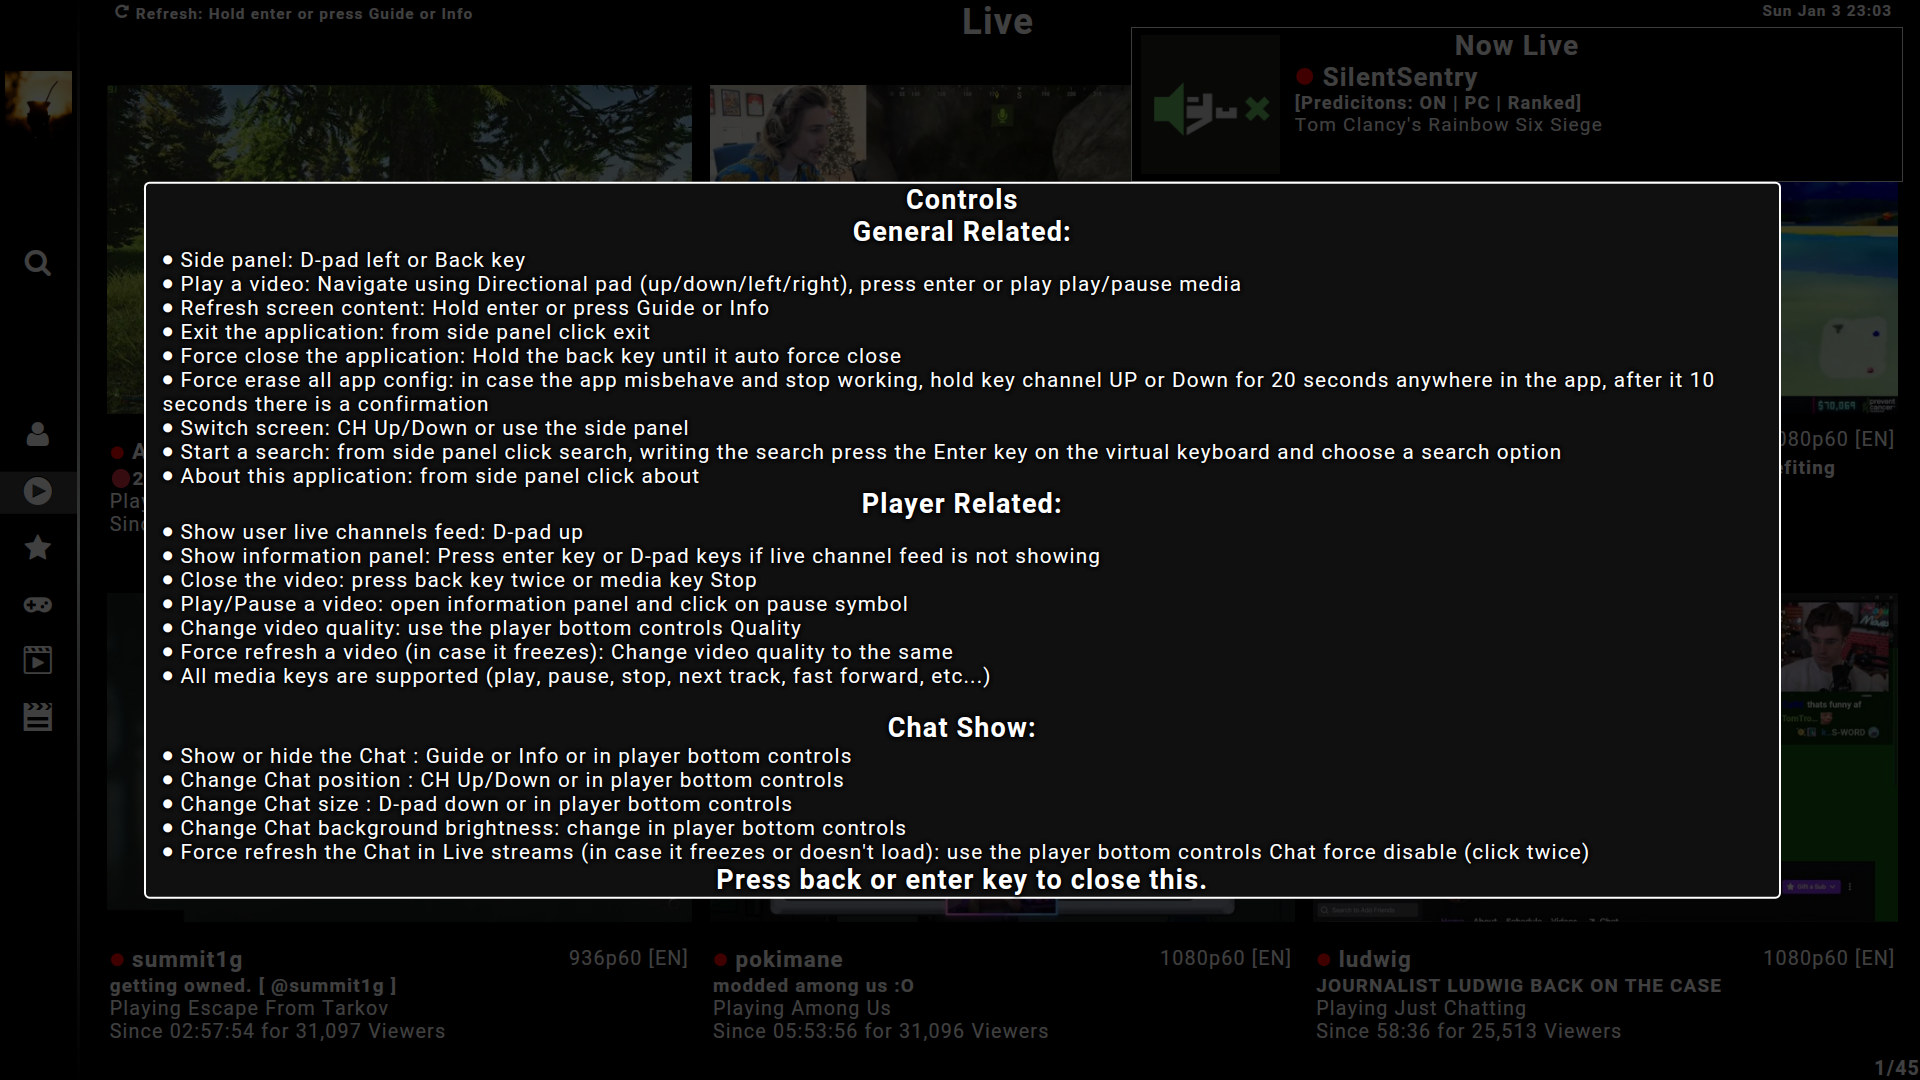 Refresh: Hold enter or press Guide or Info
Live
Sun Jan 3 23:03
Now Live
SilentSentry
[Predicitons: ON | PC | Ranked]
Tom Clancy's Rainbow Six Siege
Controls
General Related:
● Side panel: D-pad left or Back key
● Play a video: Navigate using Directional pad (up/down/left/right), press enter or play play/pause media
● Refresh screen content: Hold enter or press Guide or Info
● Exit the application: from side panel click exit
● Force close the application: Hold the back key until it auto force close
● Force erase all app config: in case the app misbehave and stop working, hold key channel UP or Down for 20 seconds anywhere in the app, after it 10
seconds there is a confirmation
● Switch screen: CH Up/Down or use the side panel
● Start a search: from side panel click search, writing the search press the Enter key on the virtual keyboard and choose a search option
● About this application: from side panel click about
Player Related:
● Show user live channels feed: D-pad up
● Show information panel: Press enter key or D-pad keys if live channel feed is not showing
● Close the video: press back key twice or media key Stop
● Play/Pause a video: open information panel and click on pause symbol
● Change video quality: use the player bottom controls Quality
● Force refresh a video (in case it freezes): Change video quality to the same
● All media keys are supported (play, pause, stop, next track, fast forward, etc...)
Chat Show:
● Show or hide the Chat : Guide or Info or in player bottom controls
● Change Chat position : CH Up/Down or in player bottom controls
● Change Chat size : D-pad down or in player bottom controls
● Change Chat background brightness: change in player bottom controls
● Force refresh the Chat in Live streams (in case it freezes or doesn't load): use the player bottom controls Chat force disable (click twice)
Press back or enter key to close this.
$70,069 prevent cancer
080p60 [EN]
efiting
A
2
Play
Sinc
thats funny af
TomTro...
S-WORD
Gift a Sub
Search to Add Friends
summit1g
936p60 [EN]
getting owned. [ @summit1g ]
Playing Escape From Tarkov
Since 02:57:54 for 31,097 Viewers
pokimane
1080p60 [EN]
modded among us :O
Playing Among Us
Since 05:53:56 for 31,096 Viewers
ludwig
1080p60 [EN]
JOURNALIST LUDWIG BACK ON THE CASE
Playing Just Chatting
Since 58:36 for 25,513 Viewers
1/45